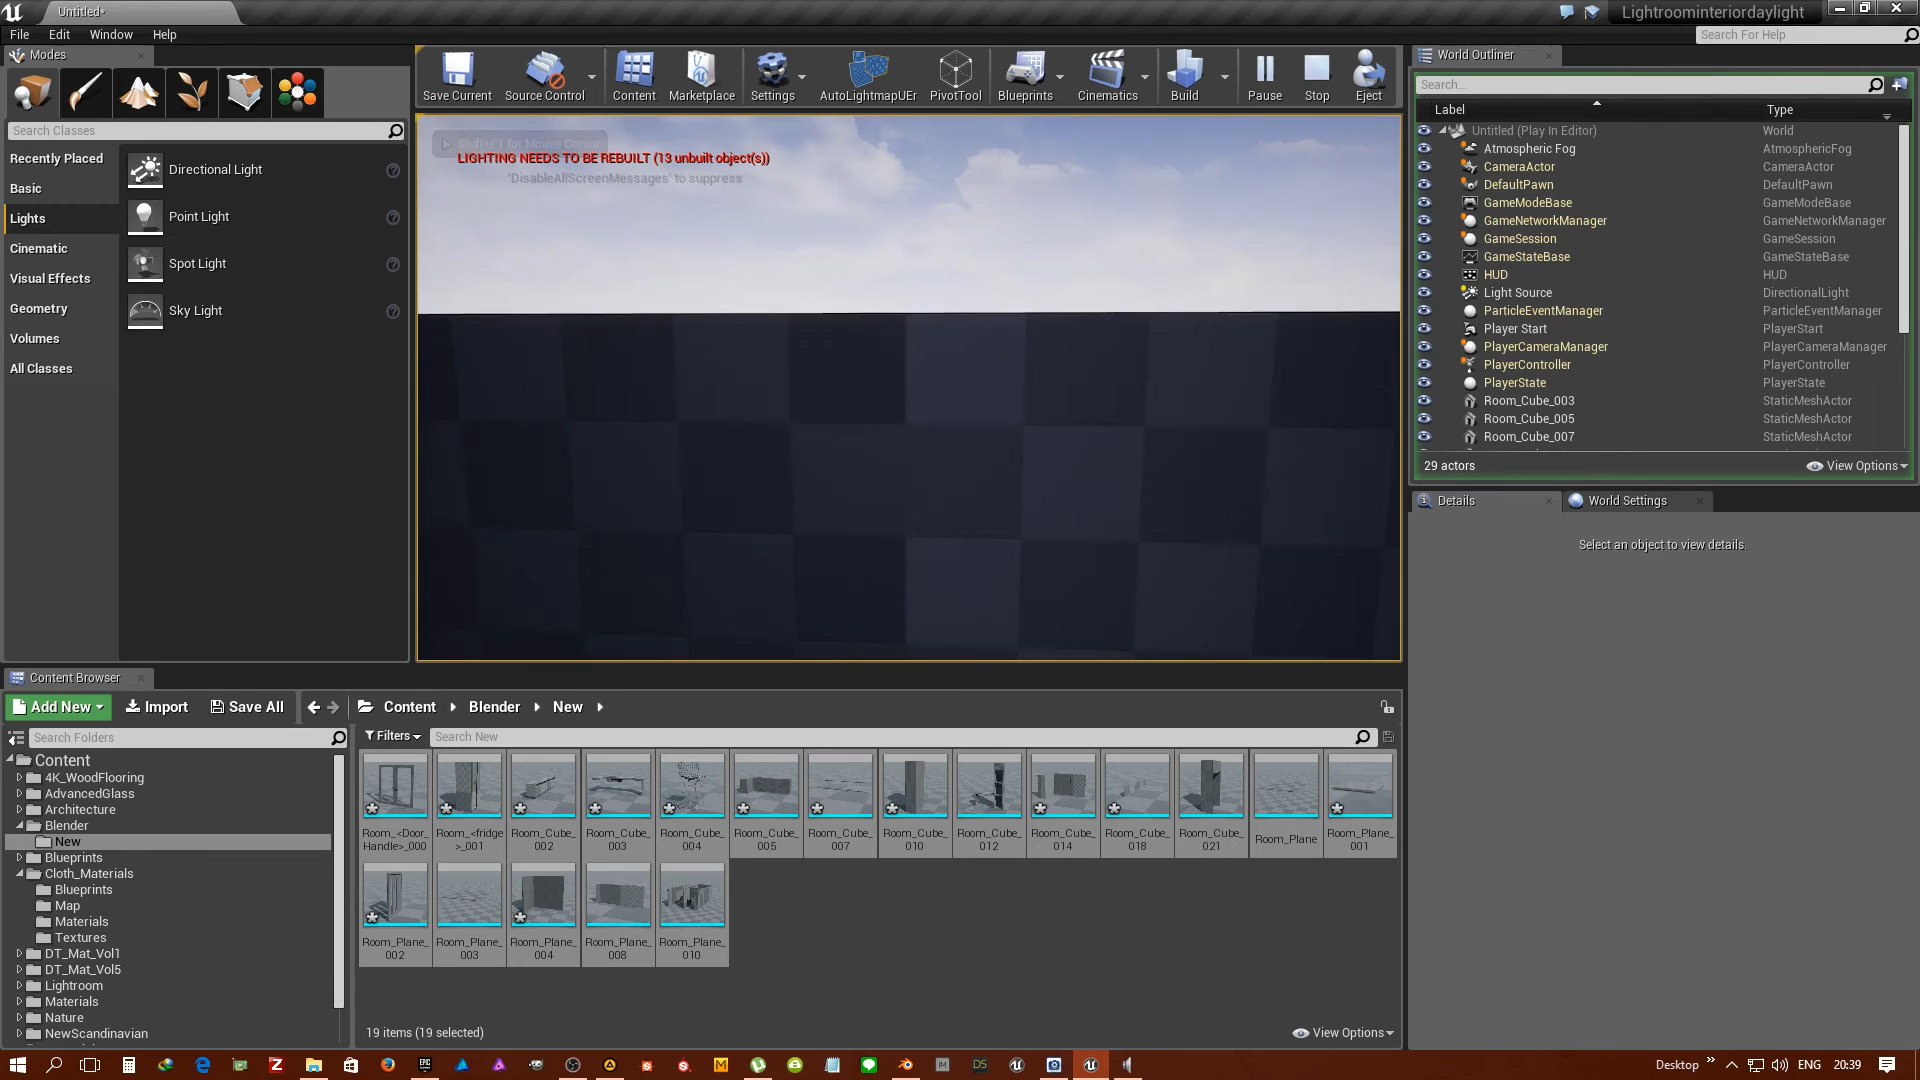 Untitled*
Lightroominteriordaylight
File Edit Window Help
Search For Help
Modes
Search Classes
Recently Placed
Basic
Lights
Cinematic
Visual Effects
Geometry
Volumes
All Classes
Directional Light
Point Light
Spot Light
Sky Light
Save Current
Source Control
Content
Marketplace
Settings
AutoLightmapUEr
PivotTool
Blueprints
Cinematics
Build
Pause
Stop
Eject
Shift+F1 for Mouse Cursor
LIGHTING NEEDS TO BE REBUILT (13 unbuilt object(s))
'DisableAllScreenMessages' to suppress
World Outliner
Search...
Label Type
Untitled (Play In Editor) World
Atmospheric Fog AtmosphericFog
CameraActor CameraActor
DefaultPawn DefaultPawn
GameModeBase GameModeBase
GameNetworkManager GameNetworkManager
GameSession GameSession
GameStateBase GameStateBase
HUD HUD
Light Source DirectionalLight
ParticleEventManager ParticleEventManager
Player Start PlayerStart
PlayerCameraManager PlayerCameraManager
PlayerController PlayerController
PlayerState PlayerState
Room_Cube_003 StaticMeshActor
Room_Cube_005 StaticMeshActor
Room_Cube_007 StaticMeshActor
29 actors
View Options
Details
World Settings
Select an object to view details.
Content Browser
Add New Import Save All Content Blender New
Search Folders
Filters
Search New
Content
4K_WoodFlooring
AdvancedGlass
Architecture
Blender
New
Blueprints
Cloth_Materials
Blueprints
Map
Materials
Textures
DT_Mat_Vol1
DT_Mat_Vol5
Lightroom
Materials
Nature
NewScandinavian
Room_<Door_
Handle>_000
Room_<fridge
>_001
Room_Cube_
002
Room_Cube_
003
Room_Cube_
004
Room_Cube_
005
Room_Cube_
007
Room_Cube_
010
Room_Cube_
012
Room_Cube_
014
Room_Cube_
018
Room_Cube_
021
Room_Plane
Room_Plane_
001
Room_Plane_
002
Room_Plane_
003
Room_Plane_
004
Room_Plane_
008
Room_Plane_
010
19 items (19 selected)
View Options
Desktop
ENG
20:39